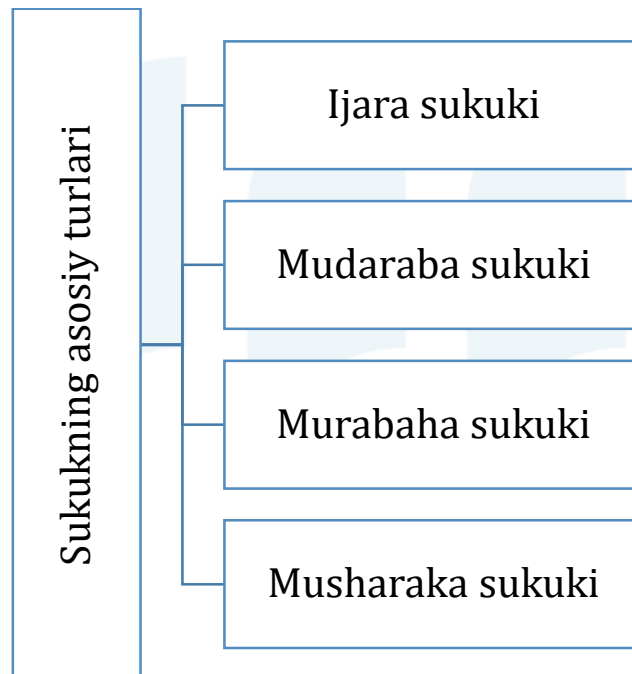 Sukukning asosiy turlari
Ijara sukuki
Mudaraba sukuki
Murabaha sukuki
Musharaka sukuki